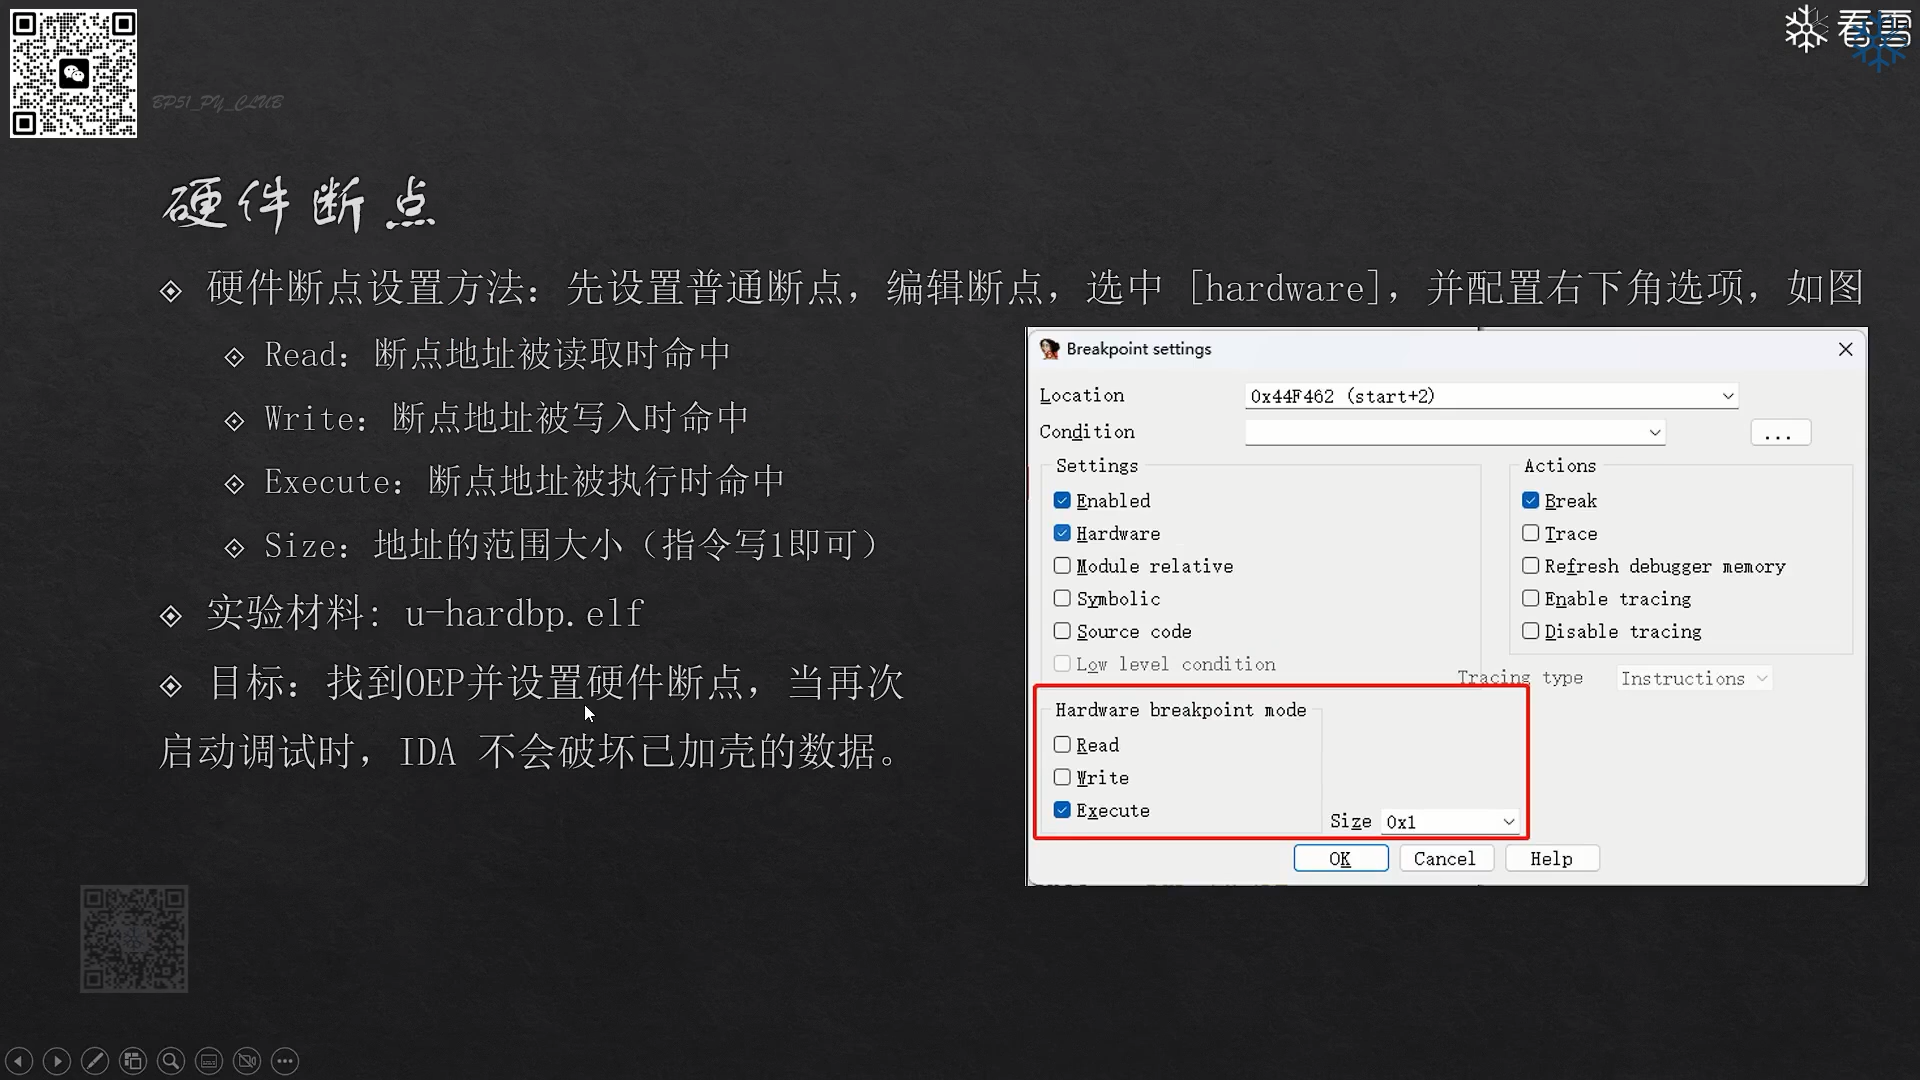 看雪
BP51_PY_CLUB
硬件断点
硬件断点设置方法：先设置普通断点，编辑断点，选中 [hardware]，并配置右下角选项，如图
Read：断点地址被读取时命中
Write：断点地址被写入时命中
Execute：断点地址被执行时命中
Size：地址的范围大小（指令写1即可）
实验材料: u-hardbp.elf
目标：找到OEP并设置硬件断点，当再次
启动调试时，IDA 不会破坏已加壳的数据。
Breakpoint settings
Location 0x44F462 (start+2)
Condition ...
Settings
Enabled
Hardware
Module relative
Symbolic
Source code
Low level condition
Actions
Break
Trace
Refresh debugger memory
Enable tracing
Disable tracing
Tracing type Instructions
Hardware breakpoint mode
Read
Write
Execute
Size 0x1
OK Cancel Help